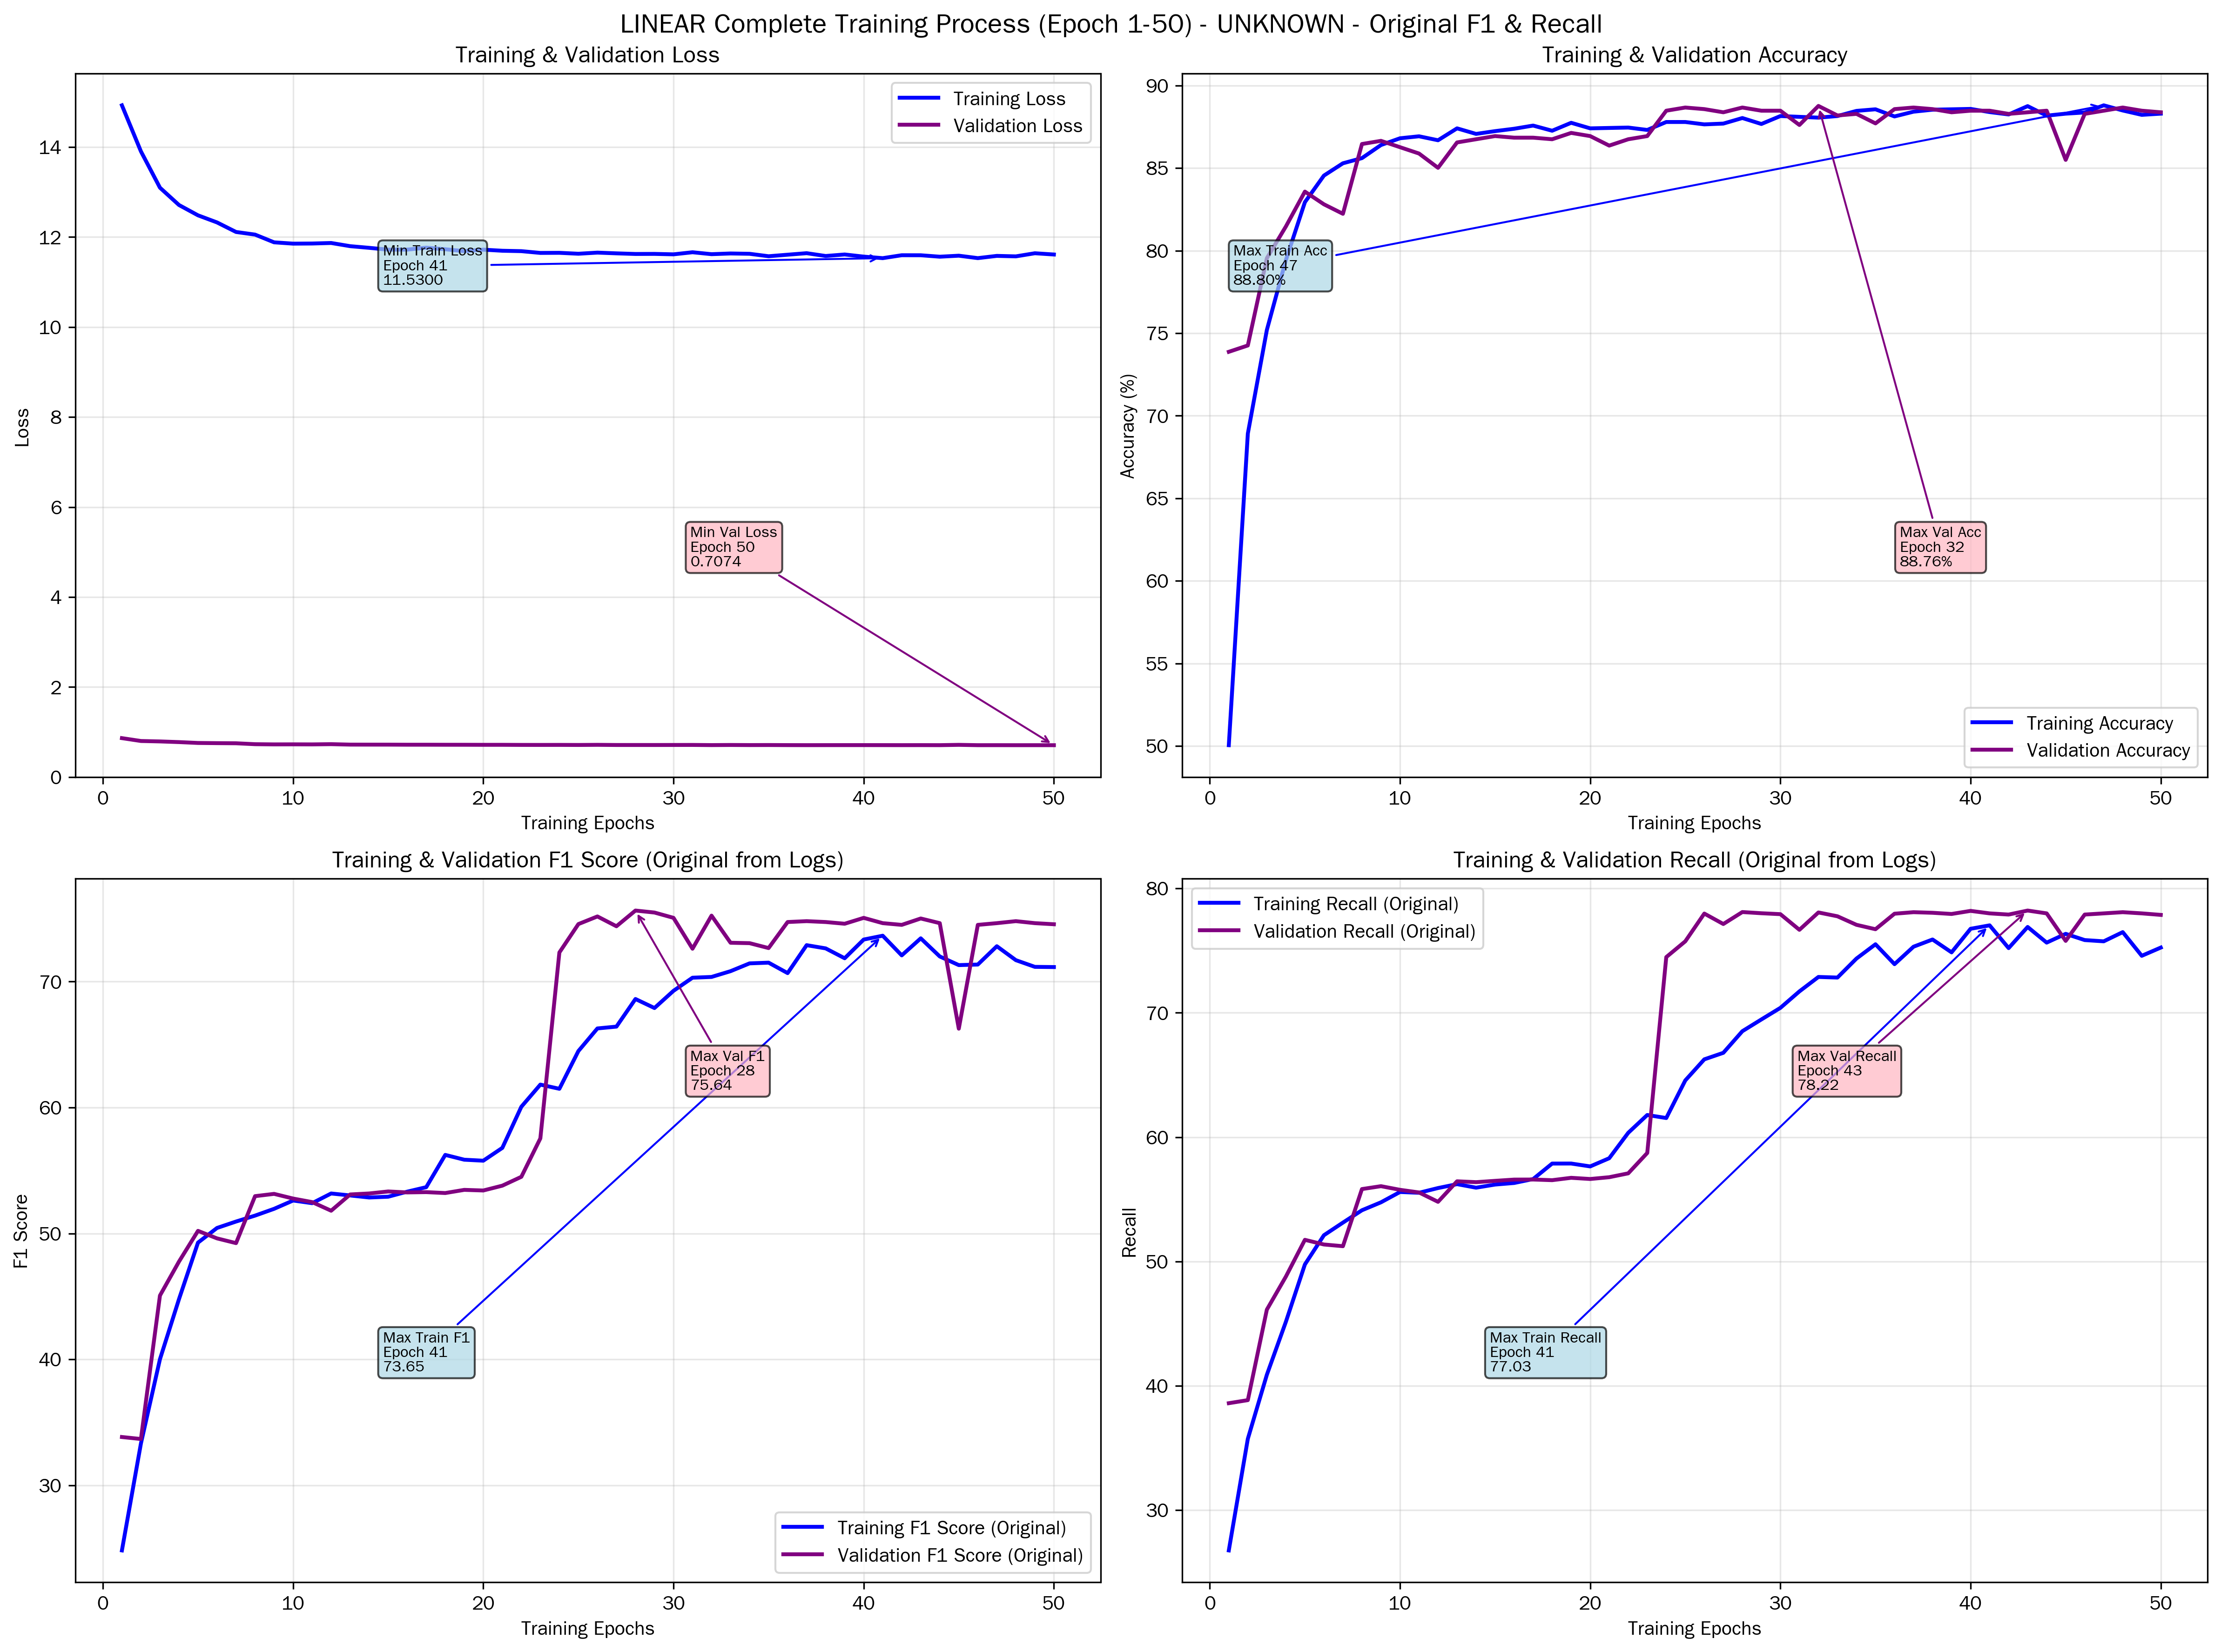 LINEAR Complete Training Process (Epoch 1-50) - UNKNOWN - Original F1 & Recall
Training & Validation Loss
Training Loss
Validation Loss
14
12
10
8
6
4
2
0
Loss
Min Train Loss
Epoch 41
11.5300
Min Val Loss
Epoch 50
0.7074
0
10
20
30
40
50
Training Epochs
Training & Validation Accuracy
90
85
80
75
70
65
60
55
50
Accuracy (%)
Max Train Acc
Epoch 47
88.80%
Max Val Acc
Epoch 32
88.76%
Training Accuracy
Validation Accuracy
0
10
20
30
40
50
Training Epochs
Training & Validation F1 Score (Original from Logs)
70
60
50
40
30
F1 Score
Max Val F1
Epoch 28
75.64
Max Train F1
Epoch 41
73.65
Training F1 Score (Original)
Validation F1 Score (Original)
0
10
20
30
40
50
Training Epochs
Training & Validation Recall (Original from Logs)
Training Recall (Original)
Validation Recall (Original)
80
70
60
50
40
30
Recall
Max Val Recall
Epoch 43
78.22
Max Train Recall
Epoch 41
77.03
0
10
20
30
40
50
Training Epochs